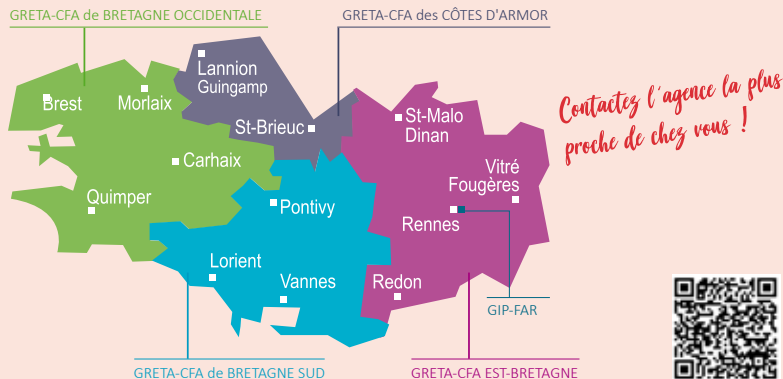 GRETA-CFA de BRETAGNE OCCIDENTALE
GRETA-CFA des CÔTES D'ARMOR
Lannion
Guingamp
Brest
Morlaix
St-Brieuc
St-Malo
Dinan
Contactez l'agence la plus
proche de chez vous !
Carhaix
Vitré
Fougères
Quimper
Pontivy
Rennes
Lorient
Vannes
Redon
GIP-FAR
GRETA-CFA de BRETAGNE SUD
GRETA-CFA EST-BRETAGNE